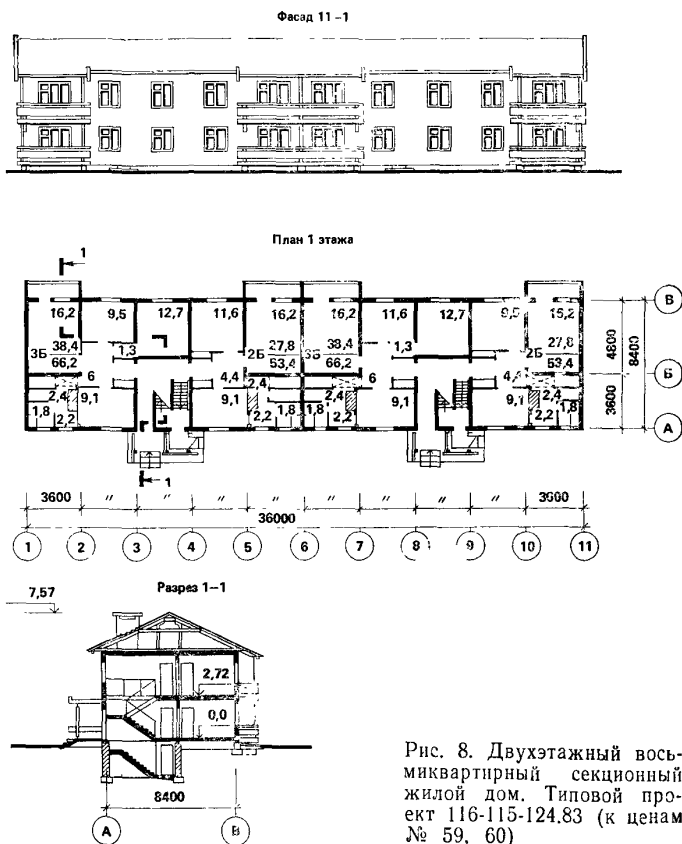 Фасад 11–1
План 1 этажа
1
16,2 9,5 12,7 11,6 16,2 16,2 11,6 12,7 9,5 15,2
В
3Б 38,4 1,3 2Б 27,8 3Б 38,4 1,3 2Б 27,8
66,2 53,4 66,2 53,4
4800
8400
6 4,4 6
Б
2,4 9,1 9,1 2,4 2,4 9,1 9,1 2,4
3600
1,8 2,2 2,2 1,8 1,8 2,2 2,2 1,8
А
1
3600 〃 〃 〃 〃 〃 〃 〃 〃 3600
36000
1 2 3 4 5 6 7 8 9 10 11
Разрез 1–1
7,57
2,72
0,0
8400
А В
Рис. 8. Двухэтажный вось-
миквартирный секционный
жилой дом. Типовой про-
ект 116-115-124.83 (к ценам
№ 59, 60)